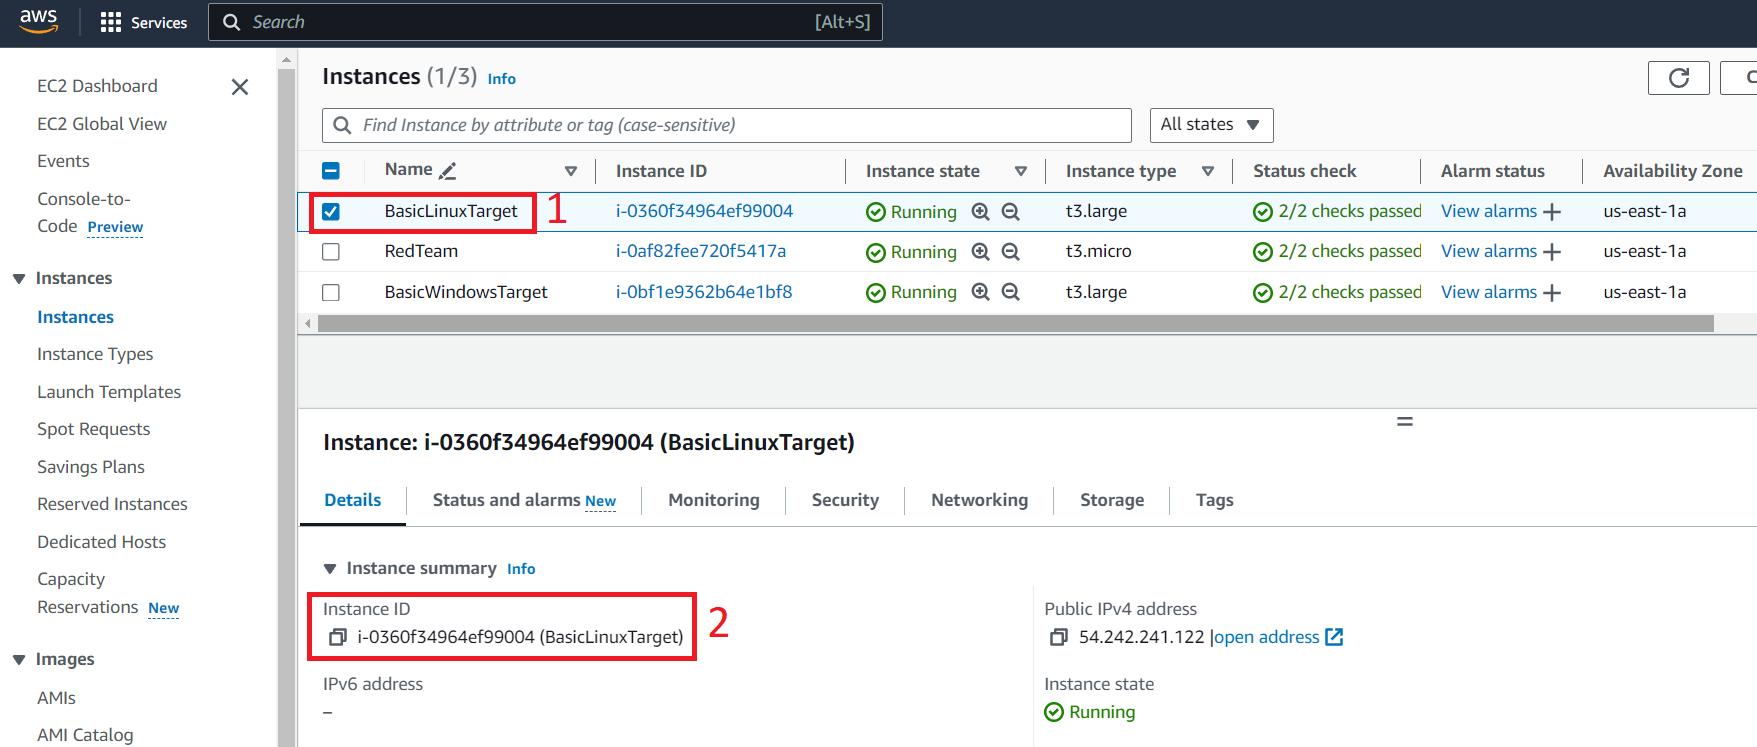 aws
Services
Search
[Alt+S]
EC2 Dashboard
EC2 Global View
Events
Console-to-
Code Preview
Instances
Instances
Instance Types
Launch Templates
Spot Requests
Savings Plans
Reserved Instances
Dedicated Hosts
Capacity
Reservations New
Images
AMIs
AMI Catalog
Instances (1/3) Info
C
Find Instance by attribute or tag (case-sensitive)
All states
Name Instance ID Instance state Instance type Status check Alarm status Availability Zone
BasicLinuxTarget 1 i-0360f34964ef99004 Running t3.large 2/2 checks passed View alarms us-east-1a
RedTeam i-0af82fee720f5417a Running t3.micro 2/2 checks passed View alarms us-east-1a
BasicWindowsTarget i-0bf1e9362b64e1bf8 Running t3.large 2/2 checks passed View alarms us-east-1a
Instance: i-0360f34964ef99004 (BasicLinuxTarget)
Details Status and alarms New Monitoring Security Networking Storage Tags
Instance summary Info
Instance ID
i-0360f34964ef99004 (BasicLinuxTarget)
2
Public IPv4 address
54.242.241.122 |open address
IPv6 address
–
Instance state
Running